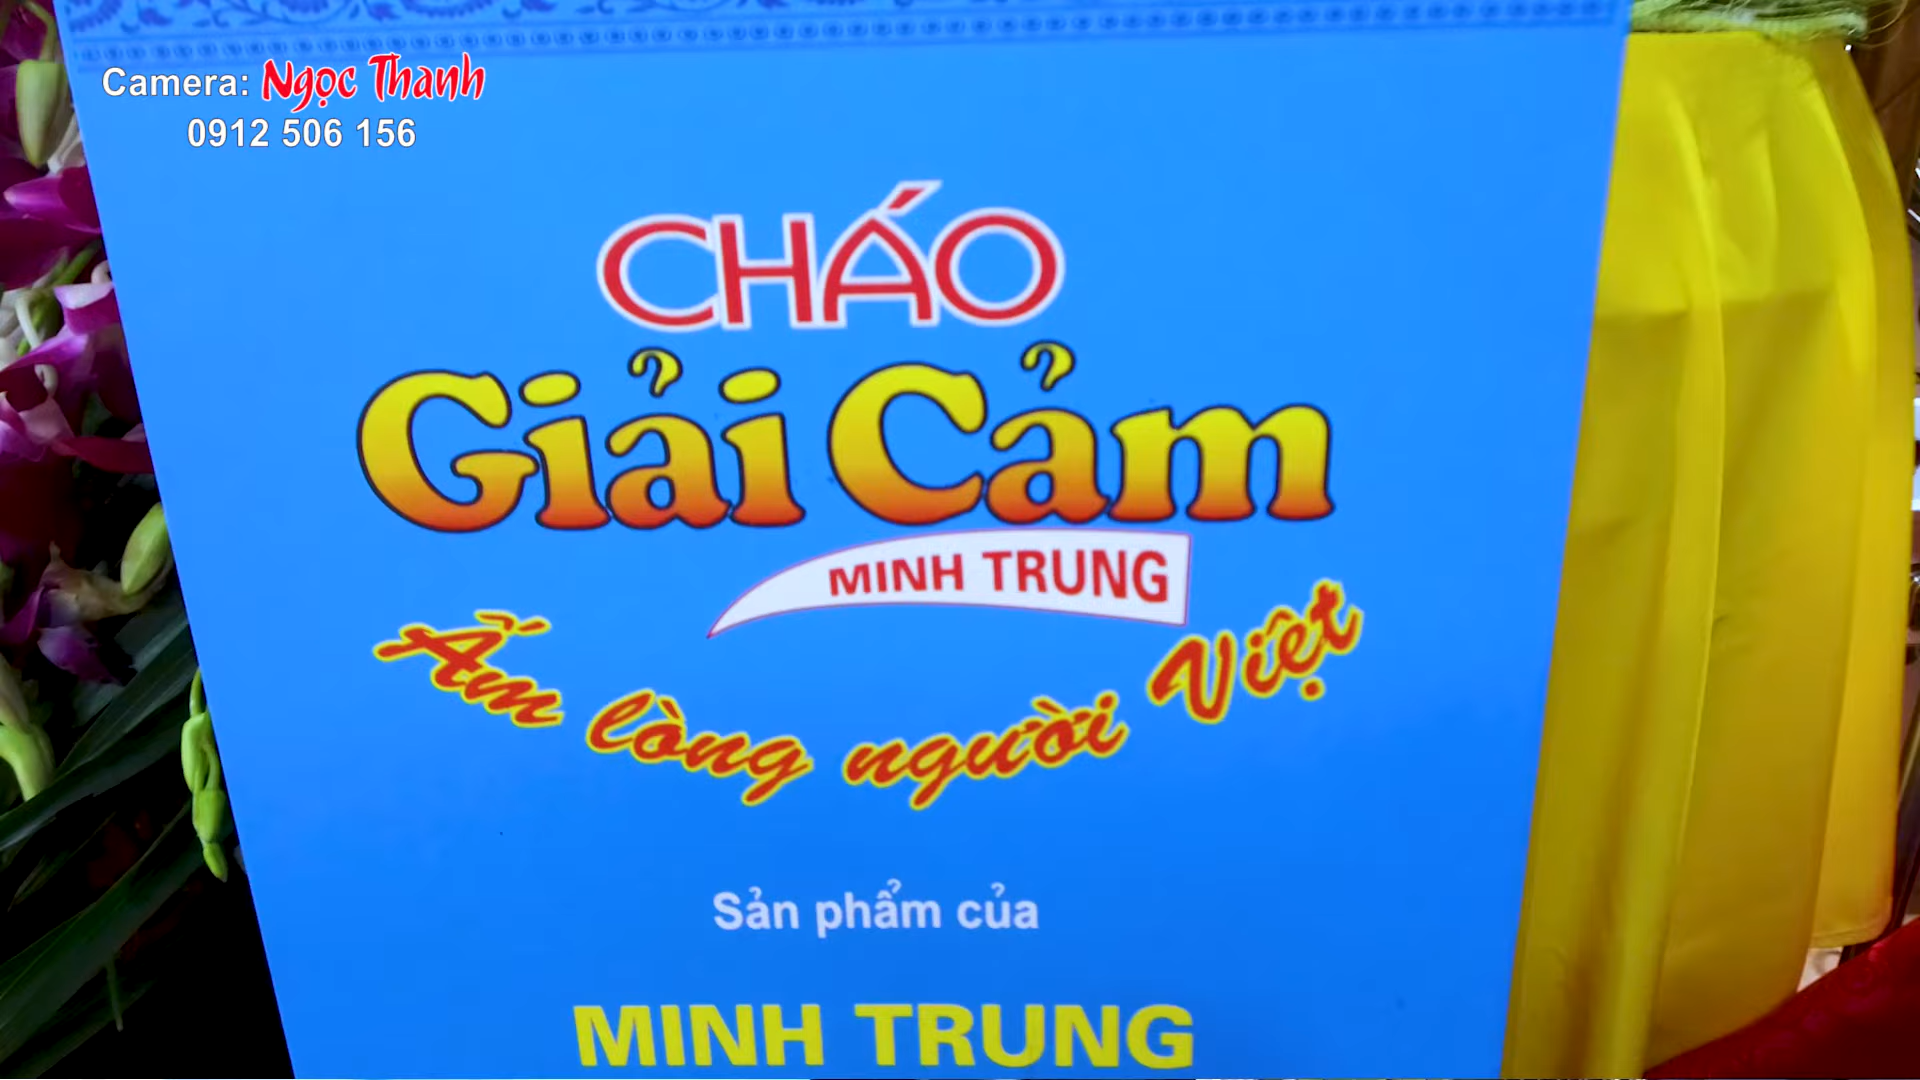 Camera: Ngọc Thanh
0912 506 156
CHÁO
Giải Cảm
MINH TRUNG
Ấm lòng người Việt
Sản phẩm của
MINH TRUNG